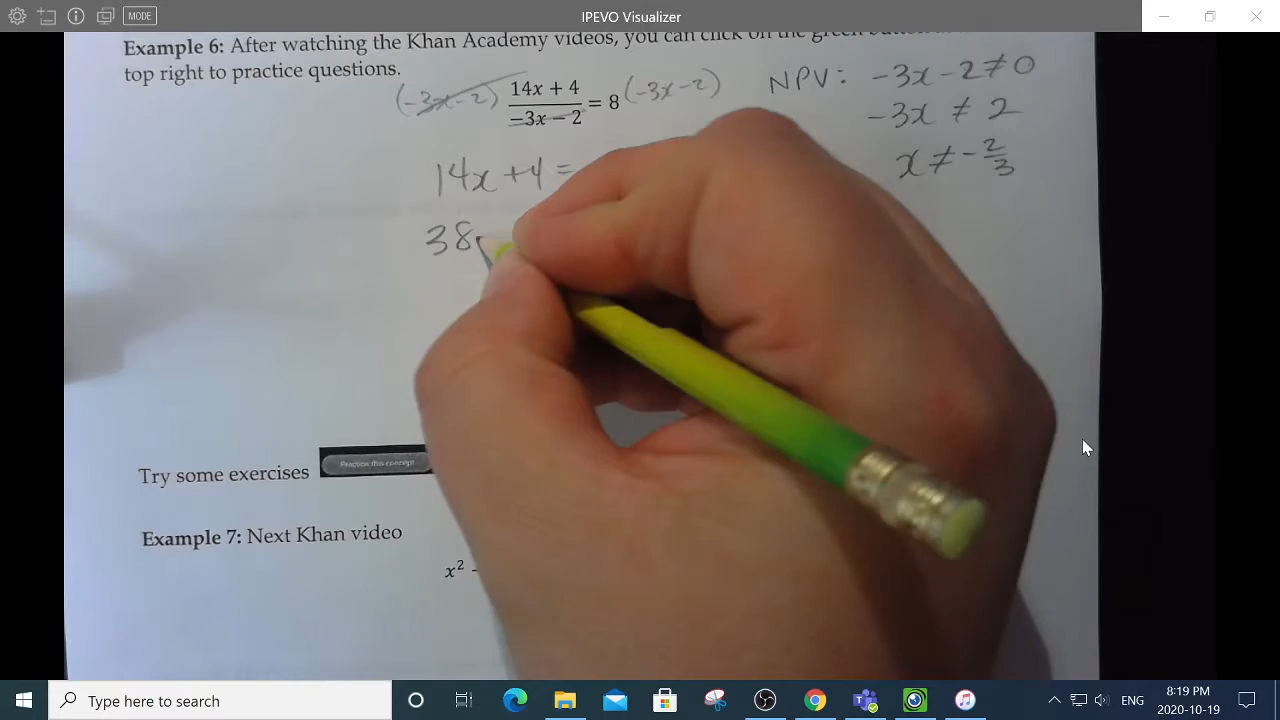 MODE
IPEVO Visualizer
Example 6: After watching the Khan Academy videos, you can click on the green
top right to practice questions.
(-3x-2) 14x + 4 / -3x - 2 = 8 (-3x-2)
NPV: -3x-2≠0
-3x ≠ 2
x ≠ -2/3
14x+4=
38
Try some exercises
Practice this concept
Example 7: Next Khan video
x² -
Type here to search
ENG
8:19 PM
2020-10-19